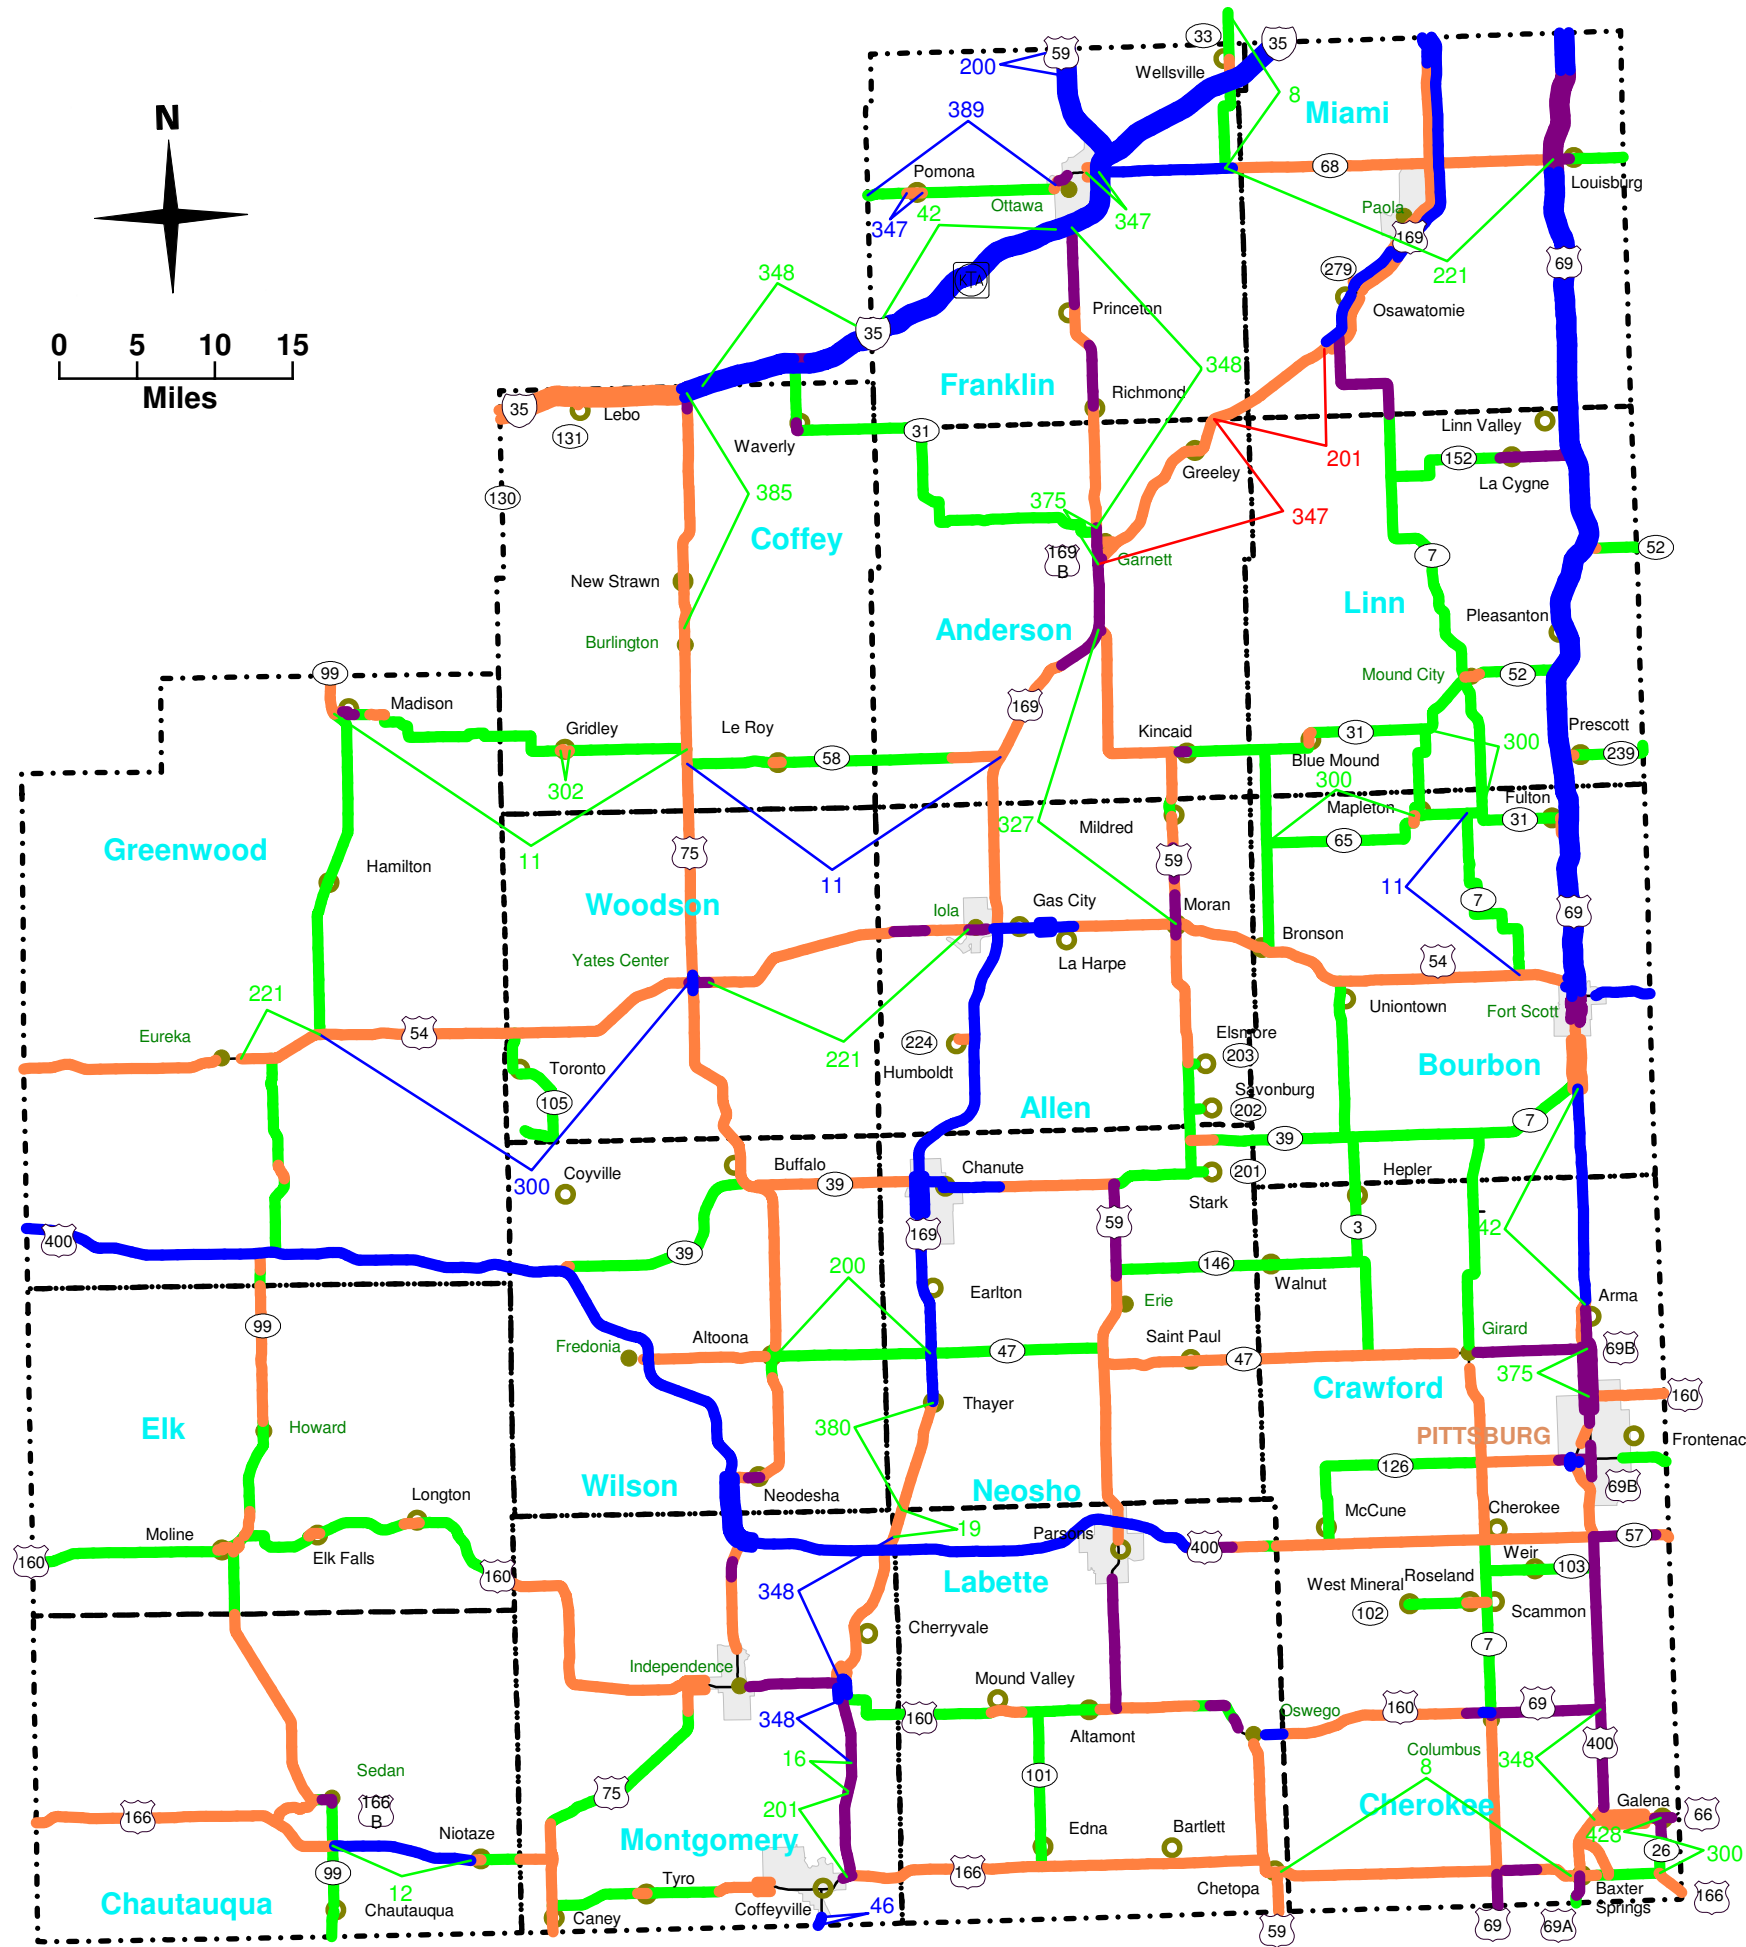 33
59
35
200
Wellsville
8
389
Miami
N
68
Pomona
Louisburg
Ottawa
Paola
347
42
347
169
221
69
279
348
KTA
Princeton
Osawatomie
35
0 5 10 15
Miles
348
Franklin
Richmond
35
Lebo
131
Waverly
31
Linn Valley
201
152
Greeley
La Cygne
130
385
375
347
Coffey
169
B
Garnett
52
7
New Strawn
Linn
Pleasanton
Burlington
Anderson
Mound City
52
99
Madison
169
Gridley
Le Roy
Kincaid
Prescott
31
300
239
58
Blue Mound
302
300
Mapleton
Fulton
327
Mildred
31
Greenwood
75
65
11
59
Hamilton
11
11
Woodson
Iola
Gas City
Moran
7
69
Bronson
Yates Center
La Harpe
54
221
Uniontown
Fort Scott
Eureka
54
Elsmore
224
203
221
Toronto
Humboldt
Bourbon
Savonburg
105
Allen
202
7
39
Coyville
Buffalo
Chanute
201
Hepler
300
39
Stark
59
3
42
400
169
39
146
200
Walnut
Earlton
Erie
Arma
99
Altoona
Saint Paul
Girard
Fredonia
47
47
69B
375
Crawford
160
Elk
Howard
Thayer
380
PITTSBURG
Frontenac
126
Wilson
Neosho
69B
Longton
Neodesha
McCune
Cherokee
Moline
19
Parsons
57
160
Elk Falls
400
Weir
160
103
348
Labette
West Mineral
Roseland
102
Scammon
Cherryvale
7
Independence
Mound Valley
160
69
348
160
Oswego
Altamont
400
16
Columbus
348
Sedan
101
8
75
166
166
B
201
Cherokee
Galena
66
Niotaze
Montgomery
Edna
Bartlett
428
26
300
99
12
166
Tyro
Chetopa
Chautauqua
Chautauqua
Caney
Coffeyville
46
Baxter
Springs
166
59
69
69A